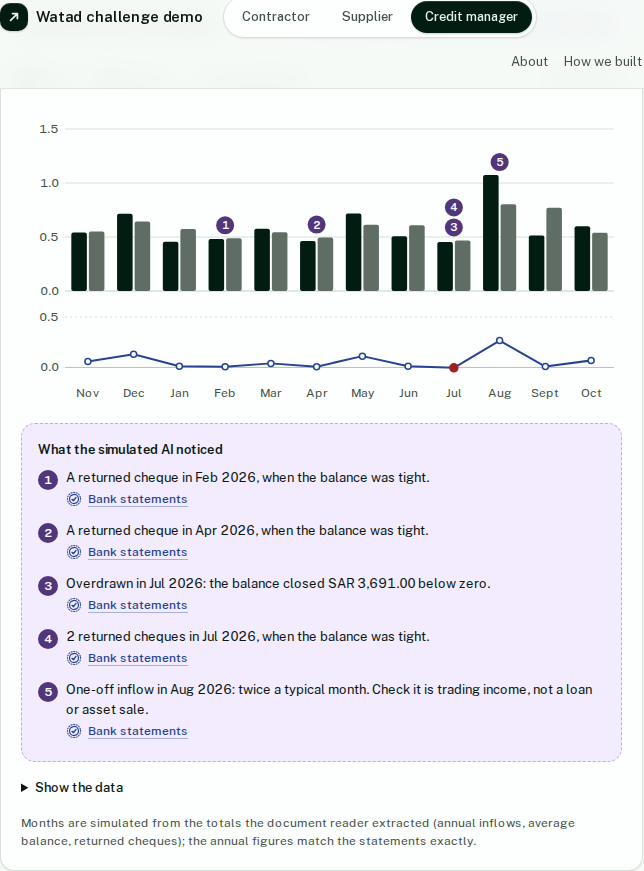 Watad challenge demo
Contractor
Supplier
Credit manager
About
How we built
1.5
1.0
0.5
0.0
0.5
0.0
1
2
3
4
5
Nov Dec Jan Feb Mar Apr May Jun Jul Aug Sept Oct
What the simulated AI noticed
1 A returned cheque in Feb 2026, when the balance was tight.
Bank statements
2 A returned cheque in Apr 2026, when the balance was tight.
Bank statements
3 Overdrawn in Jul 2026: the balance closed SAR 3,691.00 below zero.
Bank statements
4 2 returned cheques in Jul 2026, when the balance was tight.
Bank statements
5 One-off inflow in Aug 2026: twice a typical month. Check it is trading income, not a loan
or asset sale.
Bank statements
Show the data
Months are simulated from the totals the document reader extracted (annual inflows, average
balance, returned cheques); the annual figures match the statements exactly.